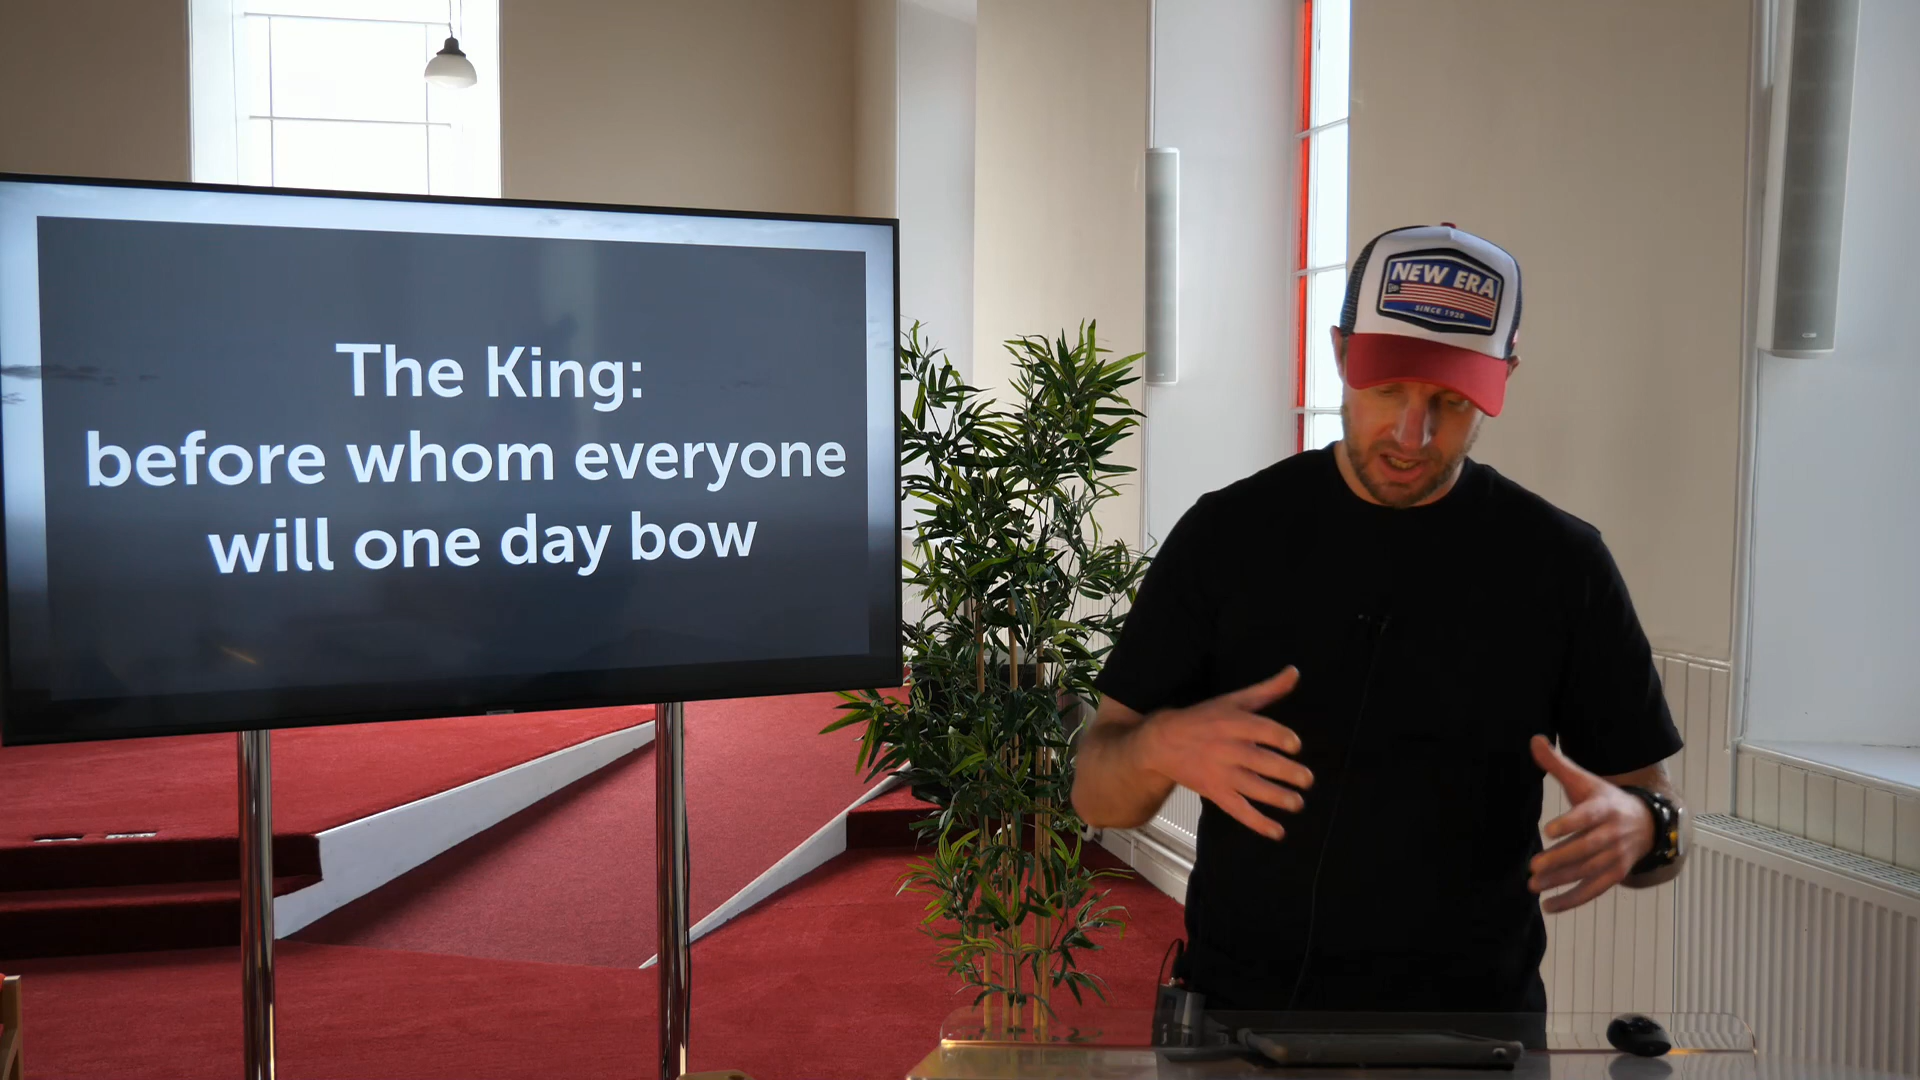 The King:
before whom everyone
will one day bow
NEW ERA
SINCE 1920